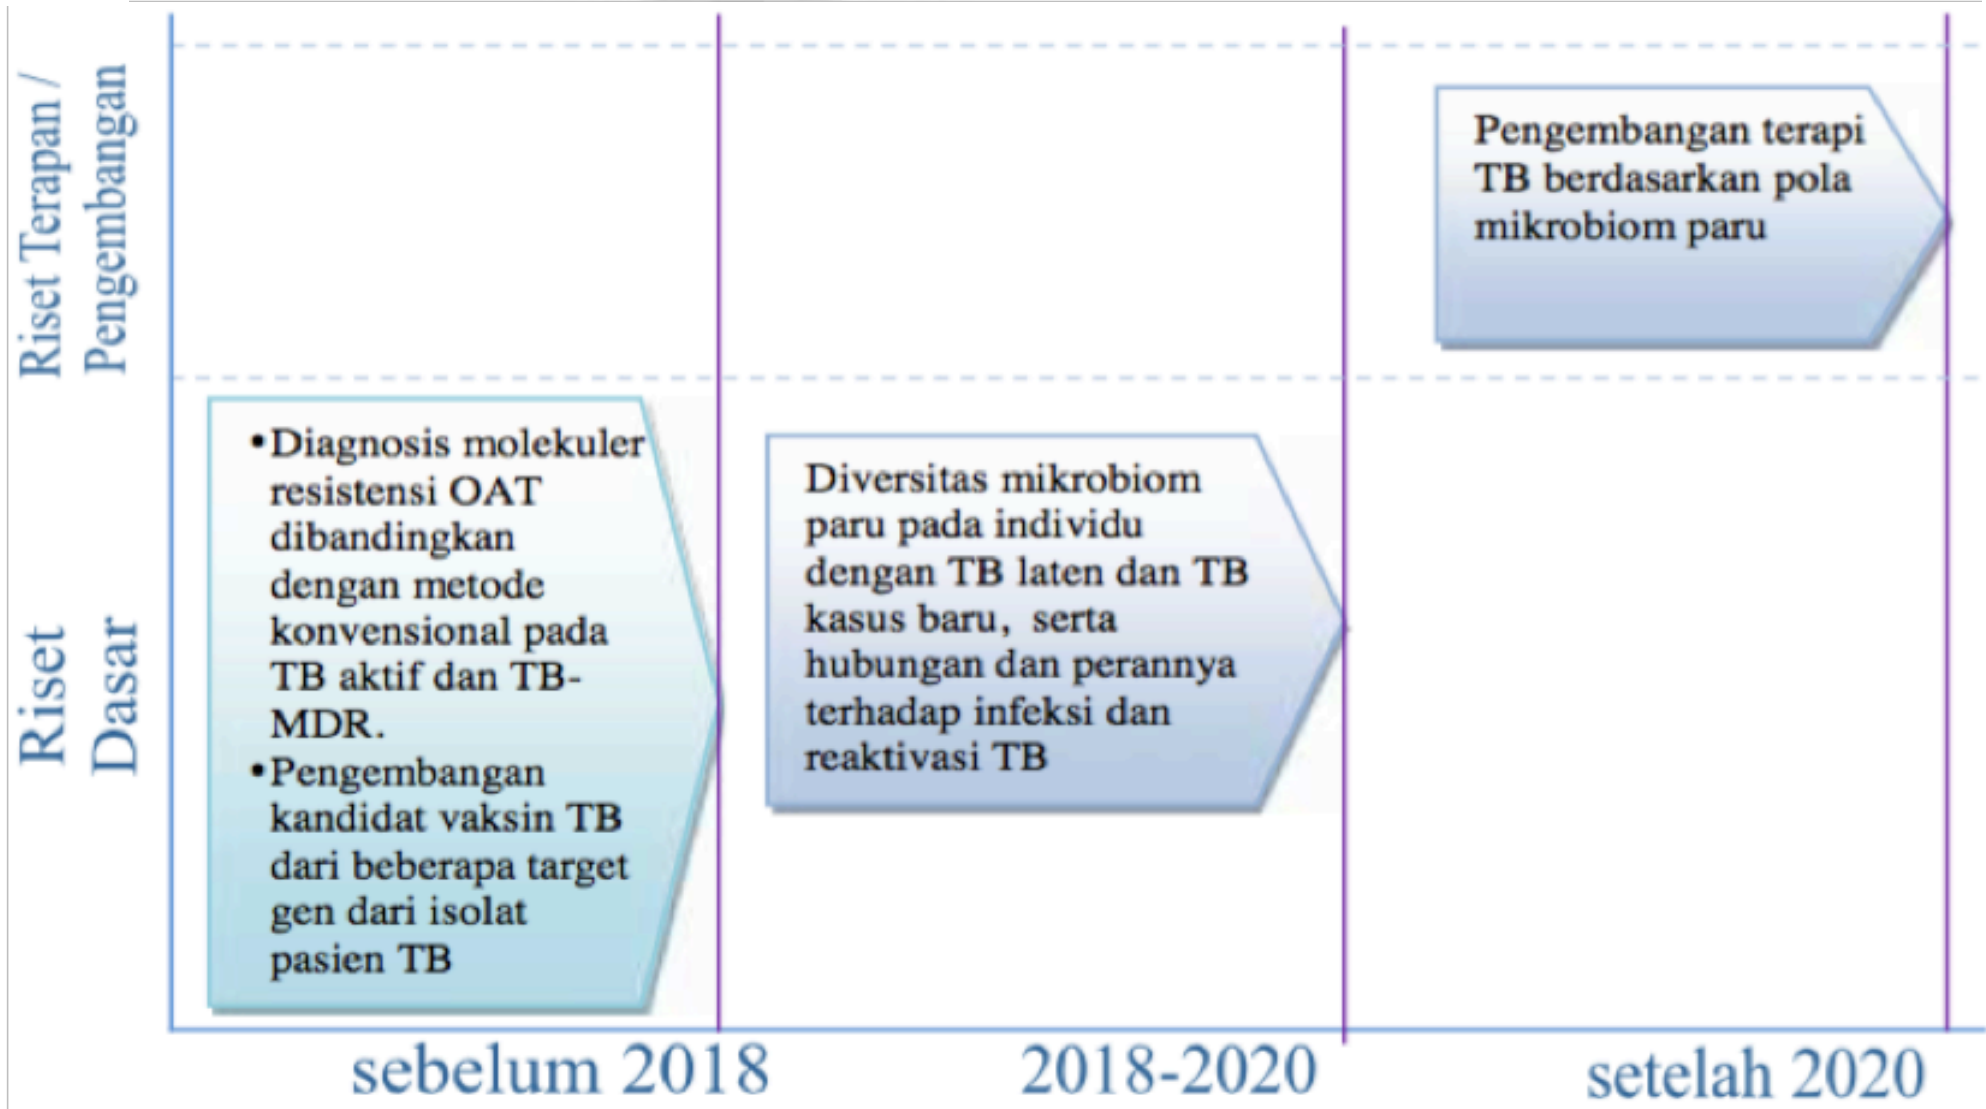 Riset Terapan /
Pengembangan
Pengembangan terapi
TB berdasarkan pola
mikrobiom paru
Riset
Dasar
•Diagnosis molekuler
resistensi OAT
dibandingkan
dengan metode
konvensional pada
TB aktif dan TB-
MDR.
•Pengembangan
kandidat vaksin TB
dari beberapa target
gen dari isolat
pasien TB
Diversitas mikrobiom
paru pada individu
dengan TB laten dan TB
kasus baru, serta
hubungan dan perannya
terhadap infeksi dan
reaktivasi TB
sebelum 2018
2018-2020
setelah 2020